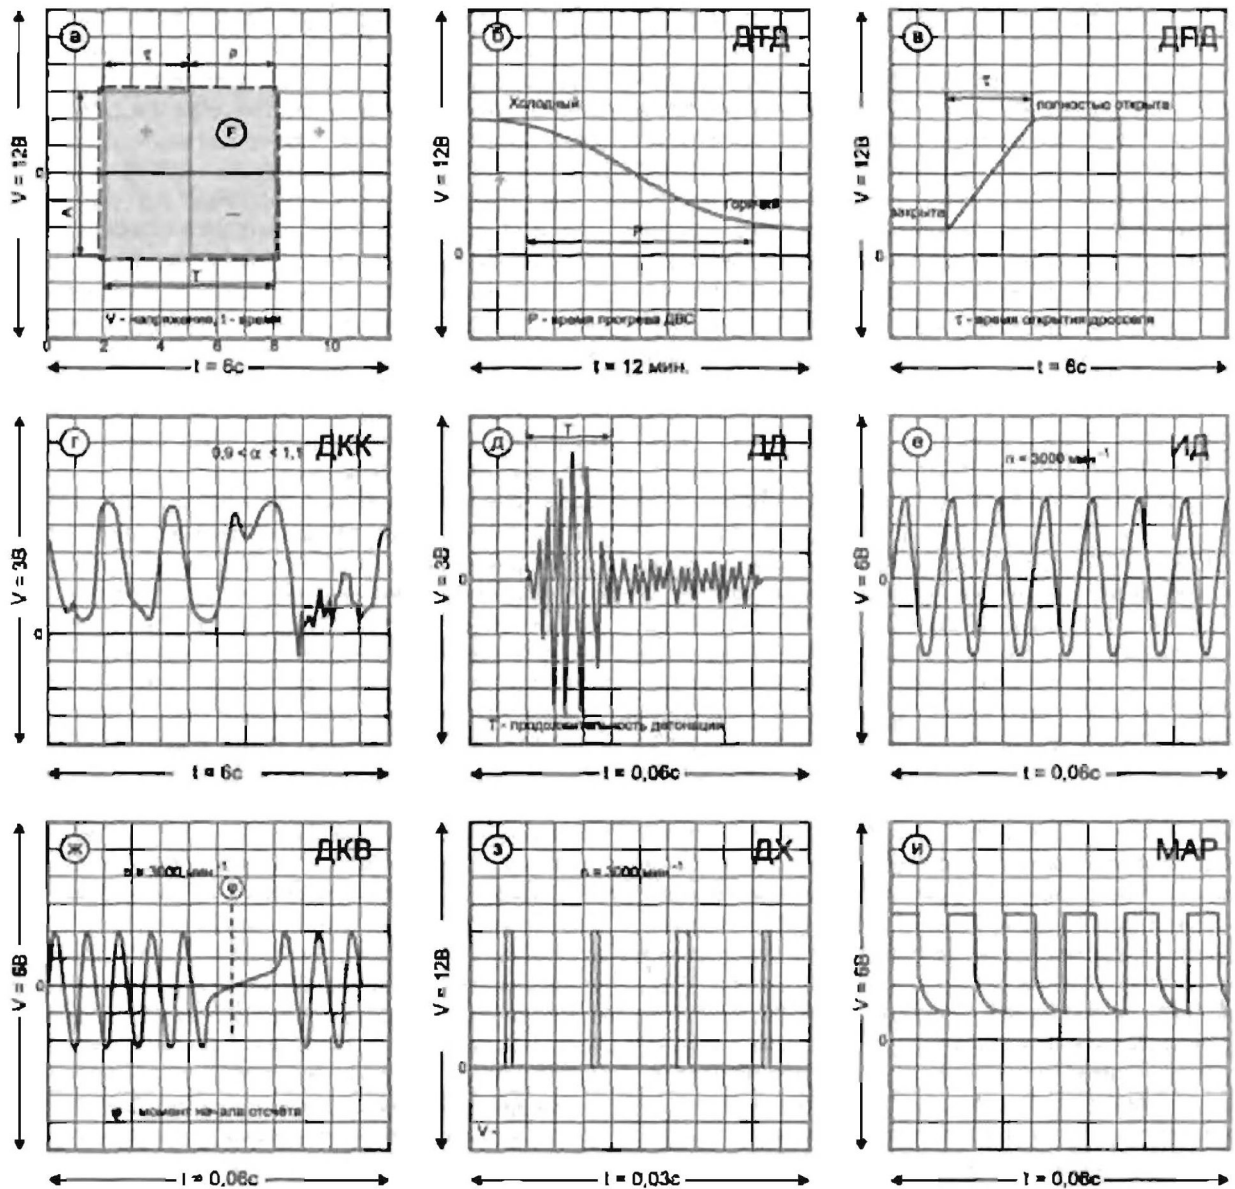 а
τ
P
V = 12В
0
F
+
+
A
−
T
V - напряжение, t - время
0 2 4 6 8 10
t = 6с
б
ДТД
Холодный
V = 12В
+
Горячий
P
0
P - время прогрева ДВС
t = 12 мин.
в
ДПД
τ
полностью открыта
V = 12В
закрыта
0
τ - время открытия дросселя
t = 6с
г
ДКК
0,9 < α < 1,1
V = 3В
0
t = 6с
д
ДД
T
V = 3В
0
T - продолжительность детонации
t = 0,06с
е
ИД
n = 3000 мин⁻¹
V = 6В
0
t = 0,06с
ж
ДКВ
n = 3000 мин⁻¹
φ
V = 6В
0
φ - момент начала отсчёта
t = 0,06с
з
ДХ
n = 3000 мин⁻¹
V = 12В
0
V -
t = 0,03с
и
МАР
V = 6В
0
t = 0,06с